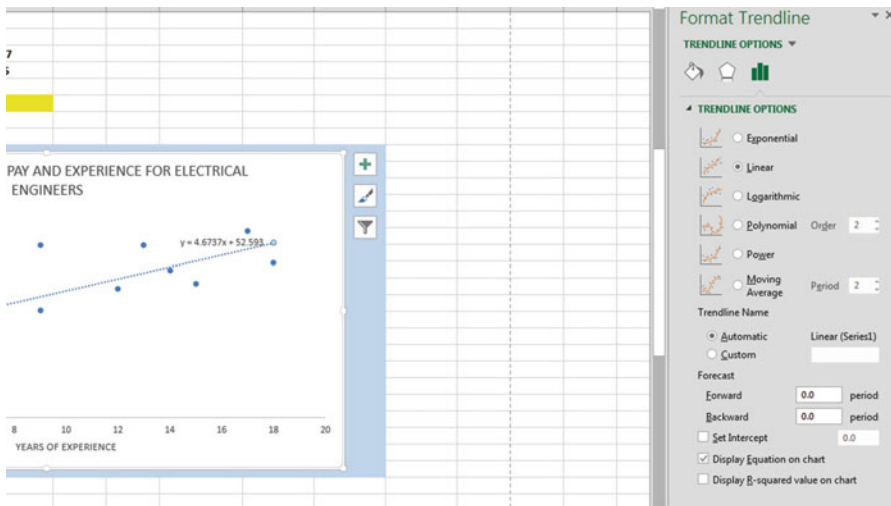 7
5
PAY AND EXPERIENCE FOR ELECTRICAL
ENGINEERS
y = 4.6737x + 52.593
8 10 12 14 16 18 20
YEARS OF EXPERIENCE
Format Trendline
TRENDLINE OPTIONS
TRENDLINE OPTIONS
Exponential
Linear
Logarithmic
Polynomial Order 2
Power
Moving
Average Period 2
Trendline Name
Automatic Linear (Series1)
Custom
Forecast
Forward 0.0 period
Backward 0.0 period
Set Intercept 0.0
Display Equation on chart
Display R-squared value on chart